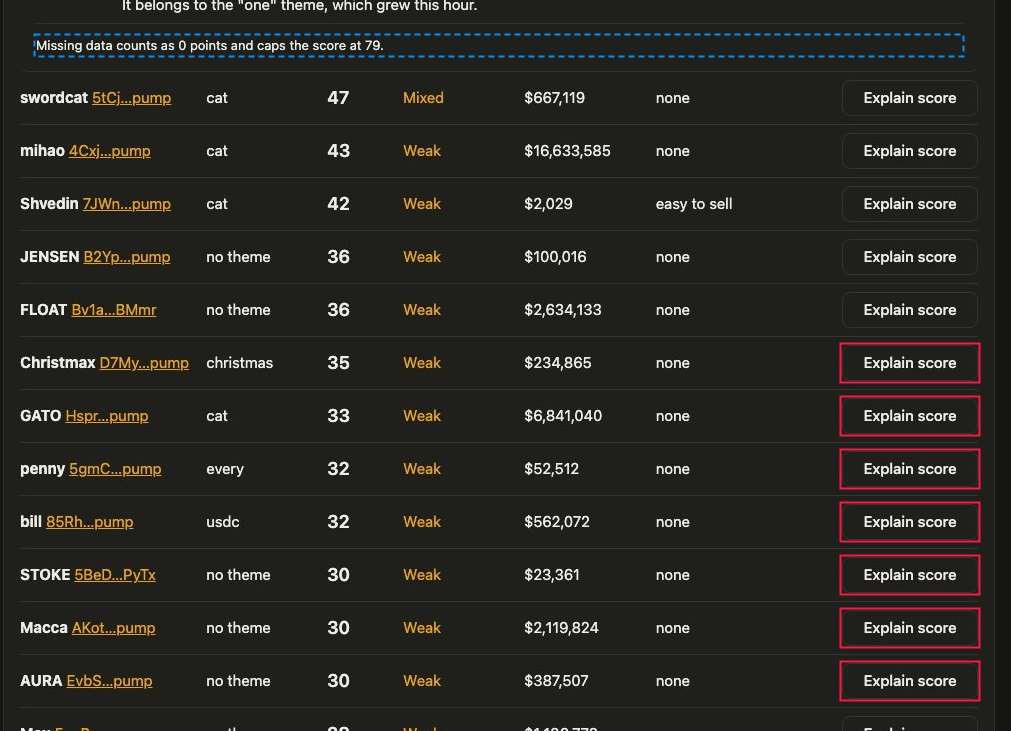 It belongs to the "one" theme, which grew this hour.
Missing data counts as 0 points and caps the score at 79.
swordcat 5tCj...pump cat 47 Mixed $667,119 none Explain score
mihao 4Cxj...pump cat 43 Weak $16,633,585 none Explain score
Shvedin 7JWn...pump cat 42 Weak $2,029 easy to sell Explain score
JENSEN B2Yp...pump no theme 36 Weak $100,016 none Explain score
FLOAT Bv1a...BMmr no theme 36 Weak $2,634,133 none Explain score
Christmax D7My...pump christmas 35 Weak $234,865 none Explain score
GATO Hspr...pump cat 33 Weak $6,841,040 none Explain score
penny 5gmC...pump every 32 Weak $52,512 none Explain score
bill 85Rh...pump usdc 32 Weak $562,072 none Explain score
STOKE 5BeD...PyTx no theme 30 Weak $23,361 none Explain score
Macca AKot...pump no theme 30 Weak $2,119,824 none Explain score
AURA EvbS...pump no theme 30 Weak $387,507 none Explain score